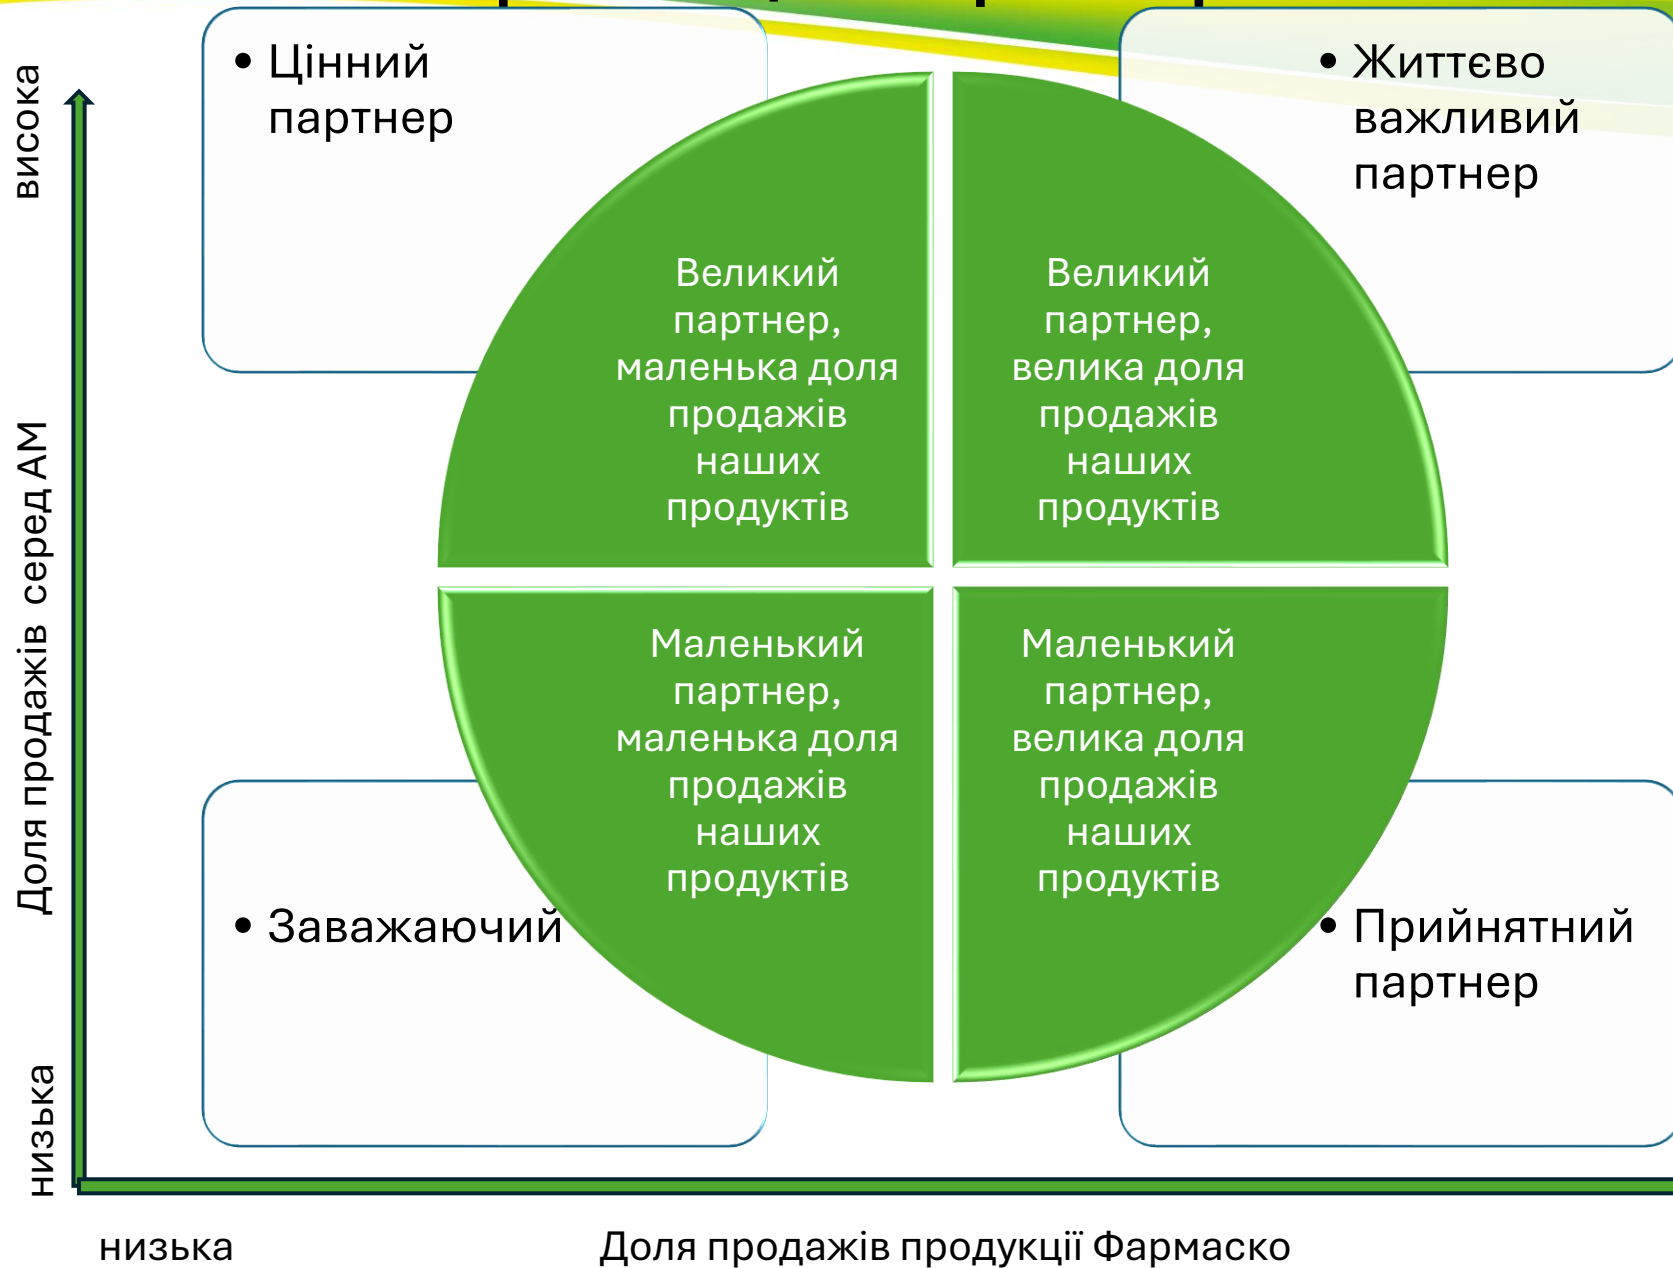 • Цінний
партнер
• Життєво
важливий
партнер
висока
Великий
партнер,
маленька доля
продажів
наших
продуктів
Великий
партнер,
велика доля
продажів
наших
продуктів
Доля продажів серед АМ
Маленький
партнер,
маленька доля
продажів
наших
продуктів
Маленький
партнер,
велика доля
продажів
наших
продуктів
• Заважаючий
• Прийнятний
партнер
низька
низька
Доля продажів продукції Фармаско